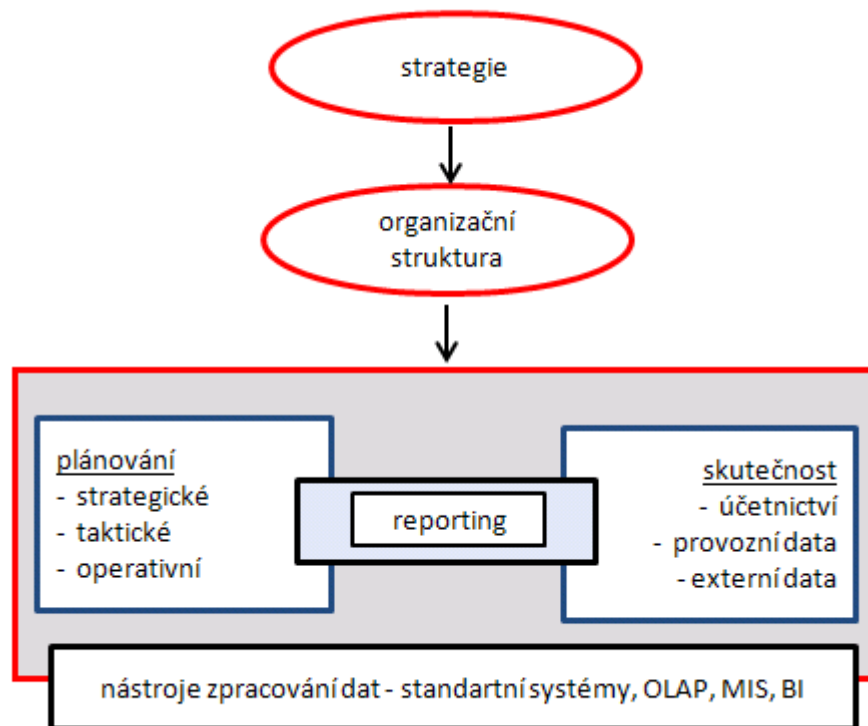 strategie
organizační
struktura
plánování
- strategické
- taktické
- operativní
reporting
skutečnost
- účetnictví
- provozní data
- externí data
nástroje zpracování dat - standartní systémy, OLAP, MIS, BI